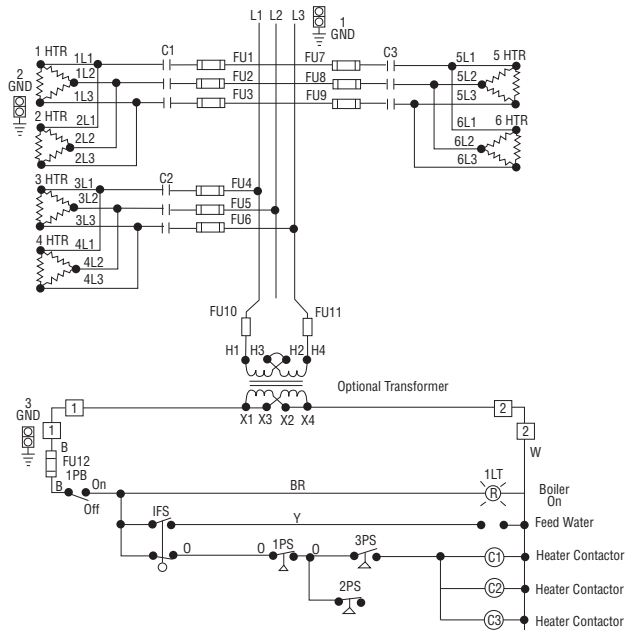 L1 L2 L3 1 GND
1 HTR 1L1 C1 FU1 FU7 C3 5L1 5 HTR
2 GND 1L2 FU2 FU8 5L2
1L3 FU3 FU9 5L3
2 HTR 2L1 6L1 6 HTR
2L2 6L2
2L3 6L3
3 HTR 3L1 C2 FU4
3L2 FU5
3L3 FU6
4 HTR 4L1
4L2
4L3
FU10 FU11
H1 H3 H2 H4
Optional Transformer
3 GND 1 2
X1 X3 X2 X4
1 2
B W
FU12
1PB 1LT
B On BR R Boiler On
Off
IFS Y Feed Water
O O 1PS O 3PS C1 Heater Contactor
2PS C2 Heater Contactor
C3 Heater Contactor